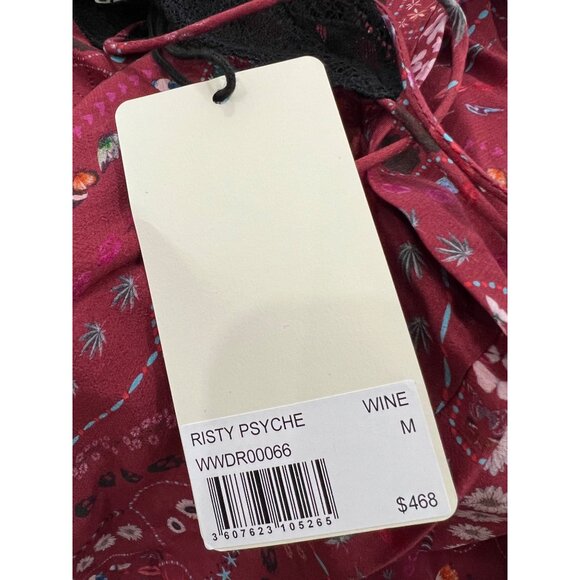 RISTY PSYCHE WINE
WWDR00066 M
3 607623 105265 $468